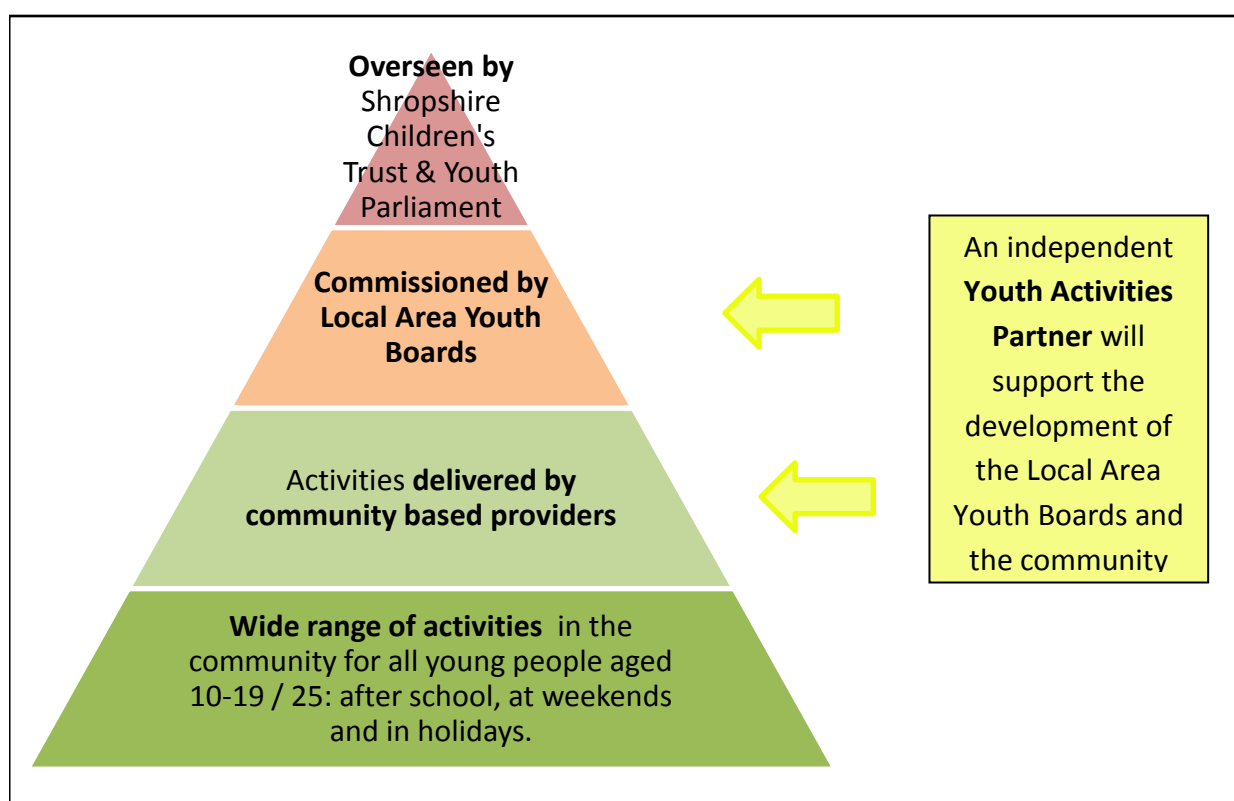 Overseen by
Shropshire
Children's
Trust & Youth
Parliament
Commissioned by
Local Area Youth
Boards
Activities delivered by
community based providers
Wide range of activities in the
community for all young people aged
10-19 / 25: after school, at weekends
and in holidays.
An independent
Youth Activities
Partner will
support the
development of
the Local Area
Youth Boards and
the community